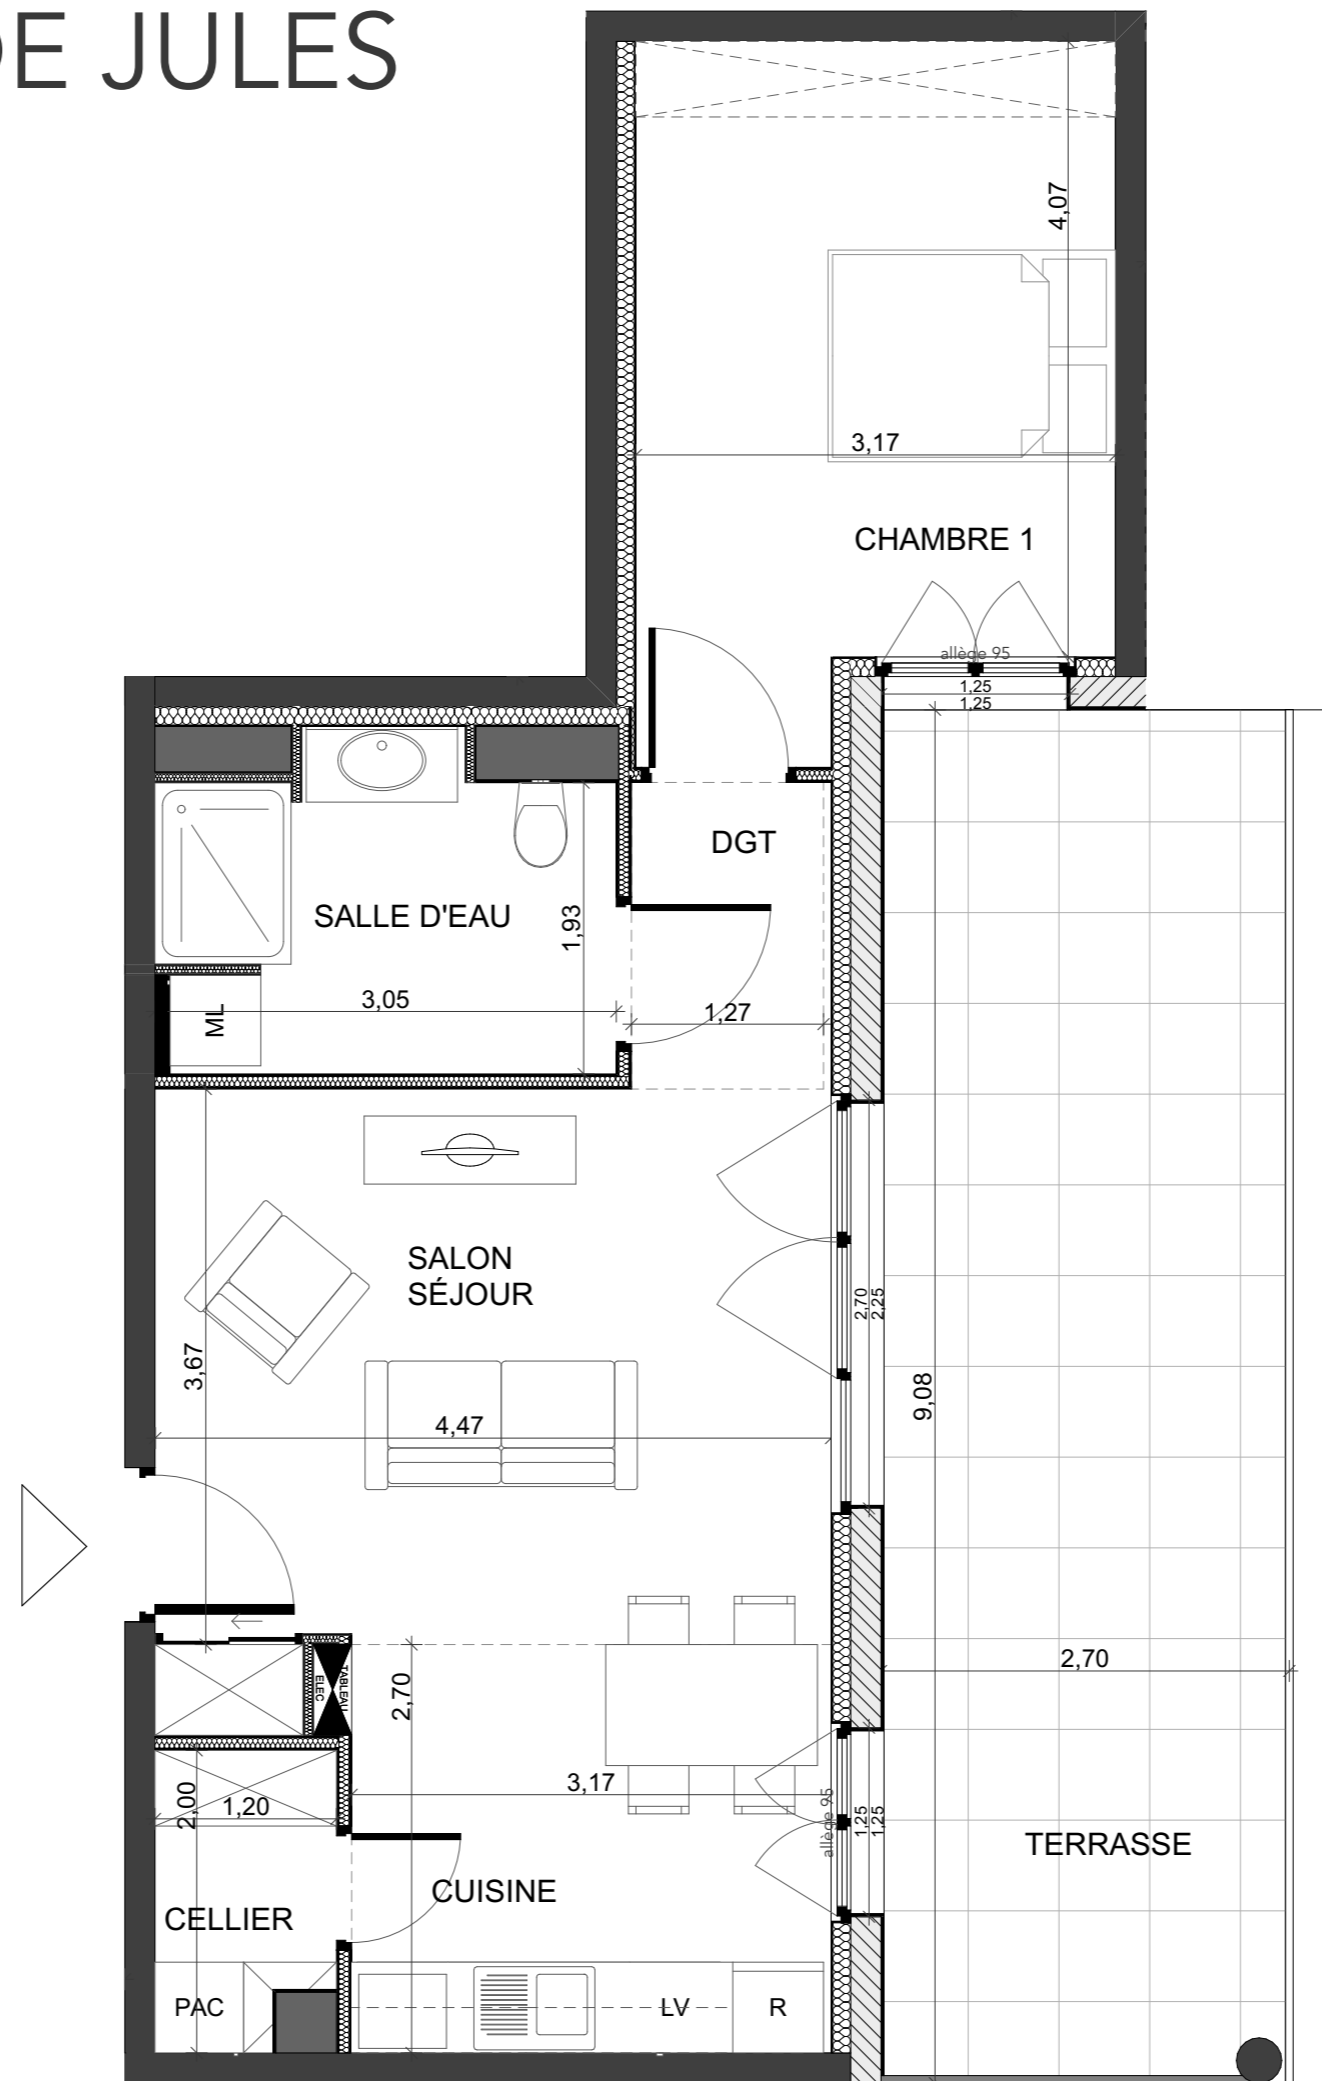 DE JULES
4,07
3,17
CHAMBRE 1
allège 95
1,25
1,25
DGT
SALLE D'EAU
1,93
3,05
1,27
ML
SALON
SÉJOUR
2,70
2,25
3,67
4,47
9,08
TABLEAU
ELEC
2,70
2,70
2,00
1,20
3,17
allège 95
1,25
1,25
TERRASSE
CUISINE
CELLIER
PAC
LV
R